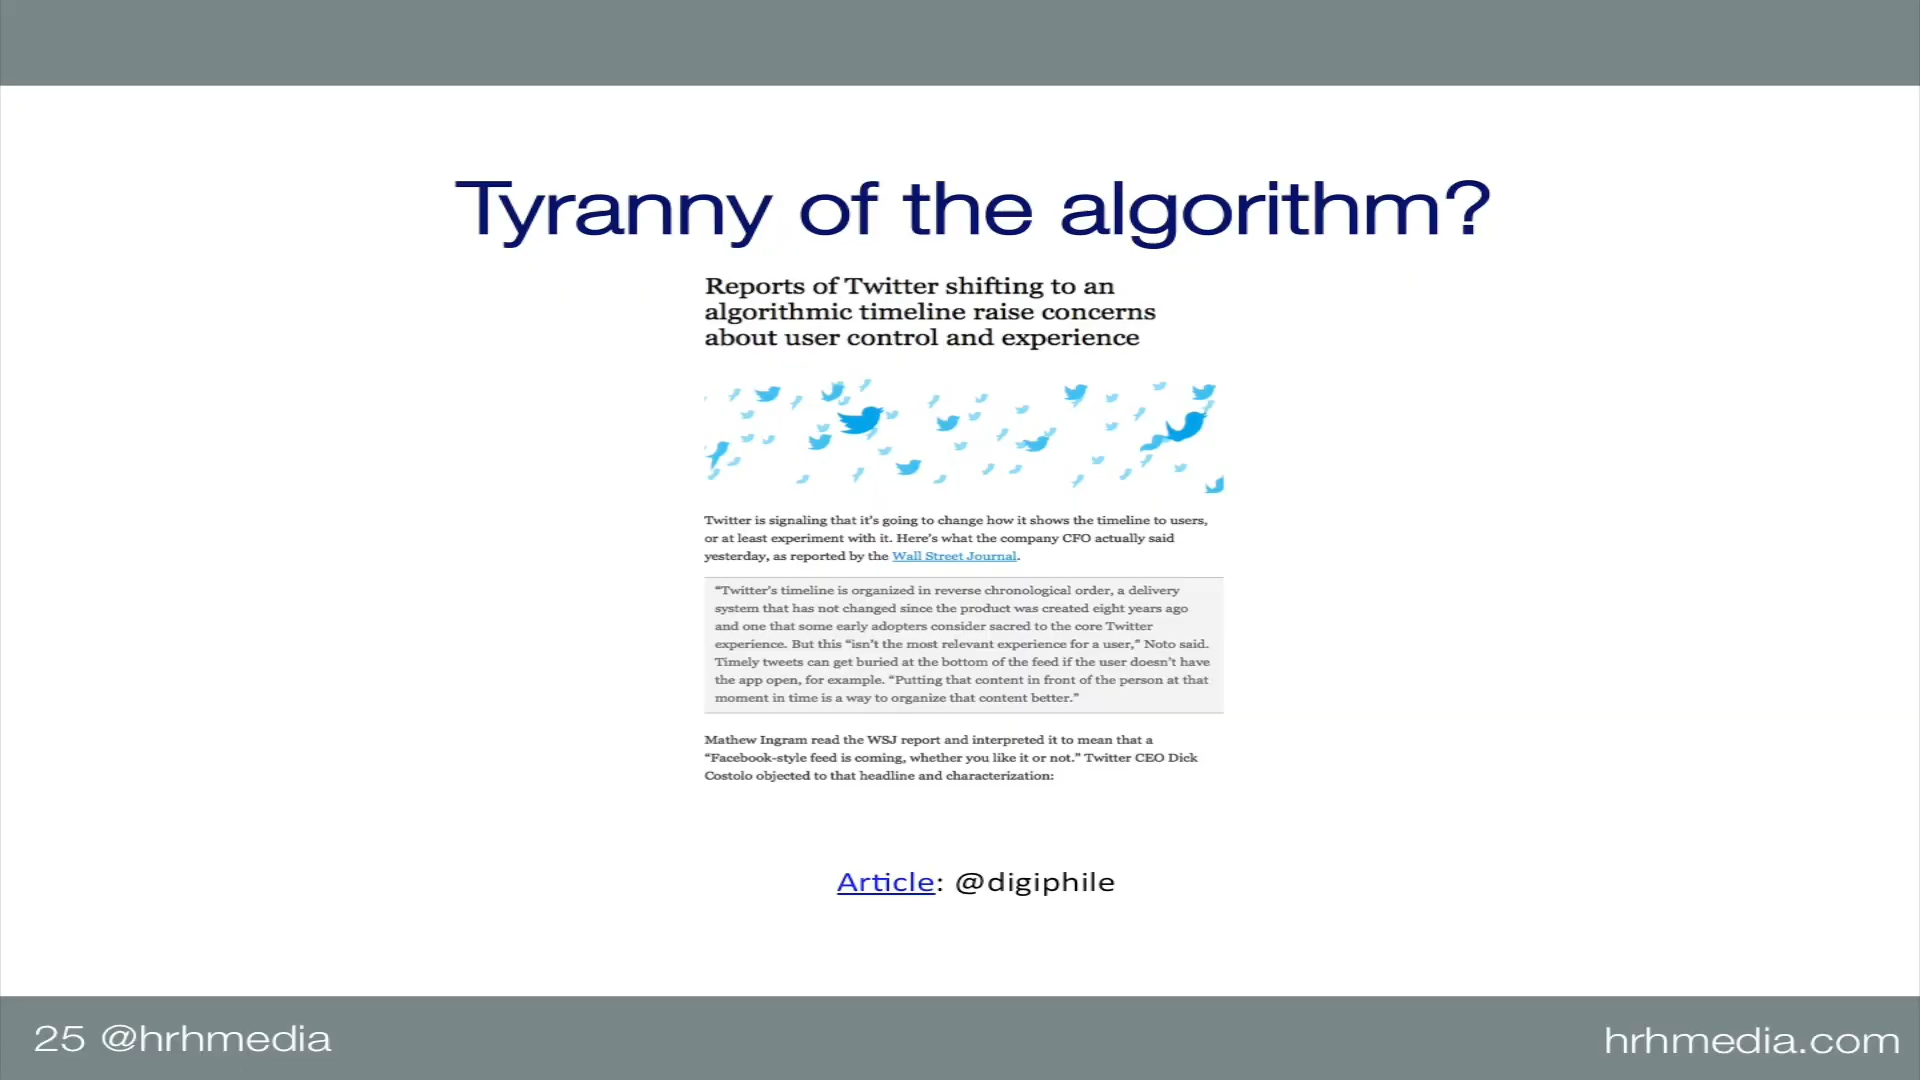 Tyranny of the algorithm?
Reports of Twitter shifting to an
algorithmic timeline raise concerns
about user control and experience
Twitter is signaling that it's going to change how it shows the timeline to users,
or at least experiment with it. Here's what the company CFO actually said
yesterday, as reported by the Wall Street Journal.
“Twitter's timeline is organized in reverse chronological order, a delivery
system that has not changed since the product was created eight years ago
and one that some early adopters consider sacred to the core Twitter
experience. But this “isn't the most relevant experience for a user,” Noto said.
Timely tweets can get buried at the bottom of the feed if the user doesn't have
the app open, for example. “Putting that content in front of the person at that
moment in time is a way to organize that content better.”
Mathew Ingram read the WSJ report and interpreted it to mean that a
“Facebook-style feed is coming, whether you like it or not.” Twitter CEO Dick
Costolo objected to that headline and characterization:
Article: @digiphile
25 @hrhmedia
hrhmedia.com